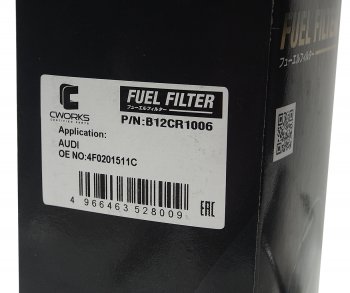 FUEL FILTER
フューエルフィルター
P/N:B12CR1006
CWORKS
Application:
AUDI
OE NO:4F0201511C
4 966463 528009
EAC
FUEL FILTER
フューエルフィルター